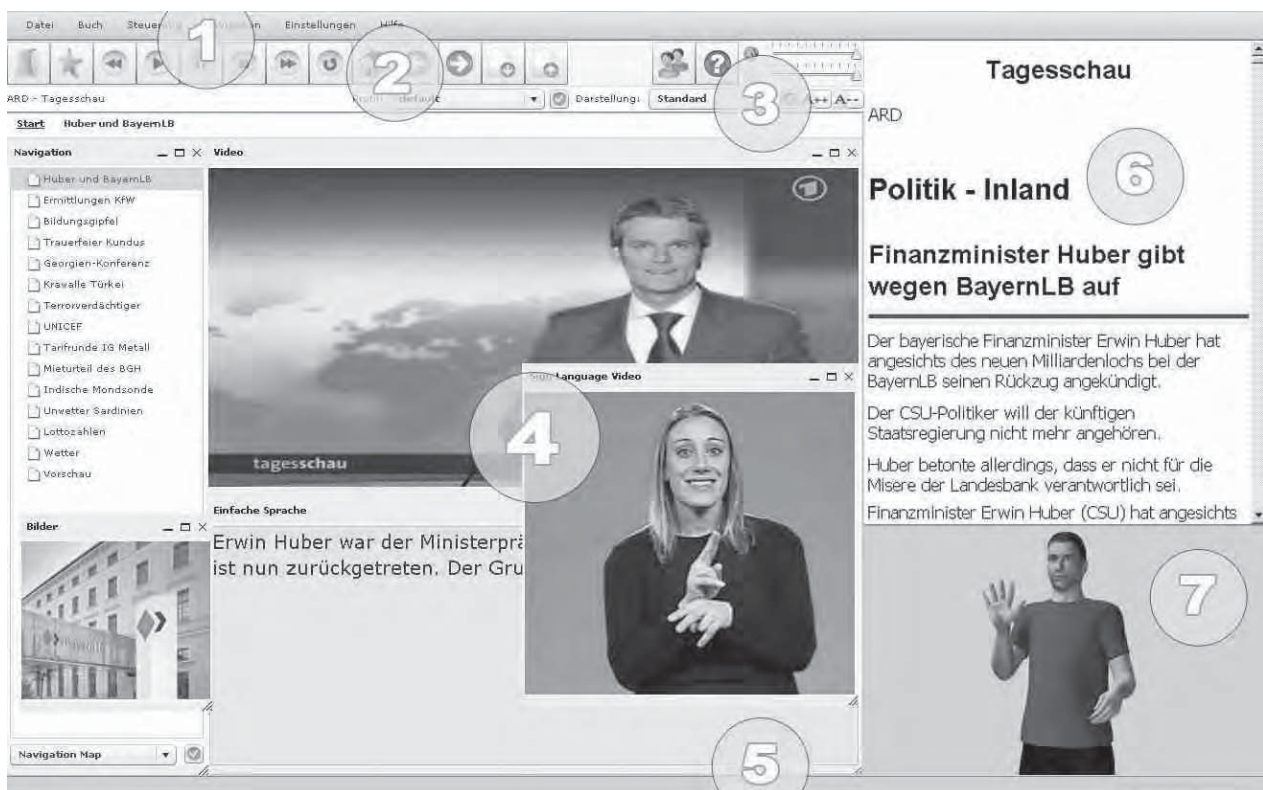 Datei Buch Einstellungen Hilfe
1
2
3
ARD - Tagesschau default Darstellung: Standard A++ A--
Start Huber und BayernLB
Navigation Video
Huber und BayernLB
Ermittlungen KfW
Bildungsgipfel
Trauerfeier Kundus
Georgien-Konferenz
Kravalle Türkei
Terrorverdächtiger
UNICEF
Tarifrunde IG Metall
Mieturteil des BGH
Indische Mondsonde
Unwetter Sardinien
Lottozahlen
Wetter
Vorschau
tagesschau
Sign Language Video
4
Bilder
Einfache Sprache
Erwin Huber war der Ministerprä
ist nun zurückgetreten. Der Gru
Navigation Map
5
Tagesschau
ARD
6
Politik - Inland
Finanzminister Huber gibt
wegen BayernLB auf
Der bayerische Finanzminister Erwin Huber hat
angesichts des neuen Milliardenlochs bei der
BayernLB seinen Rückzug angekündigt.
Der CSU-Politiker will der künftigen
Staatsregierung nicht mehr angehören.
Huber betonte allerdings, dass er nicht für die
Misere der Landesbank verantwortlich sei.
Finanzminister Erwin Huber (CSU) hat angesichts
7